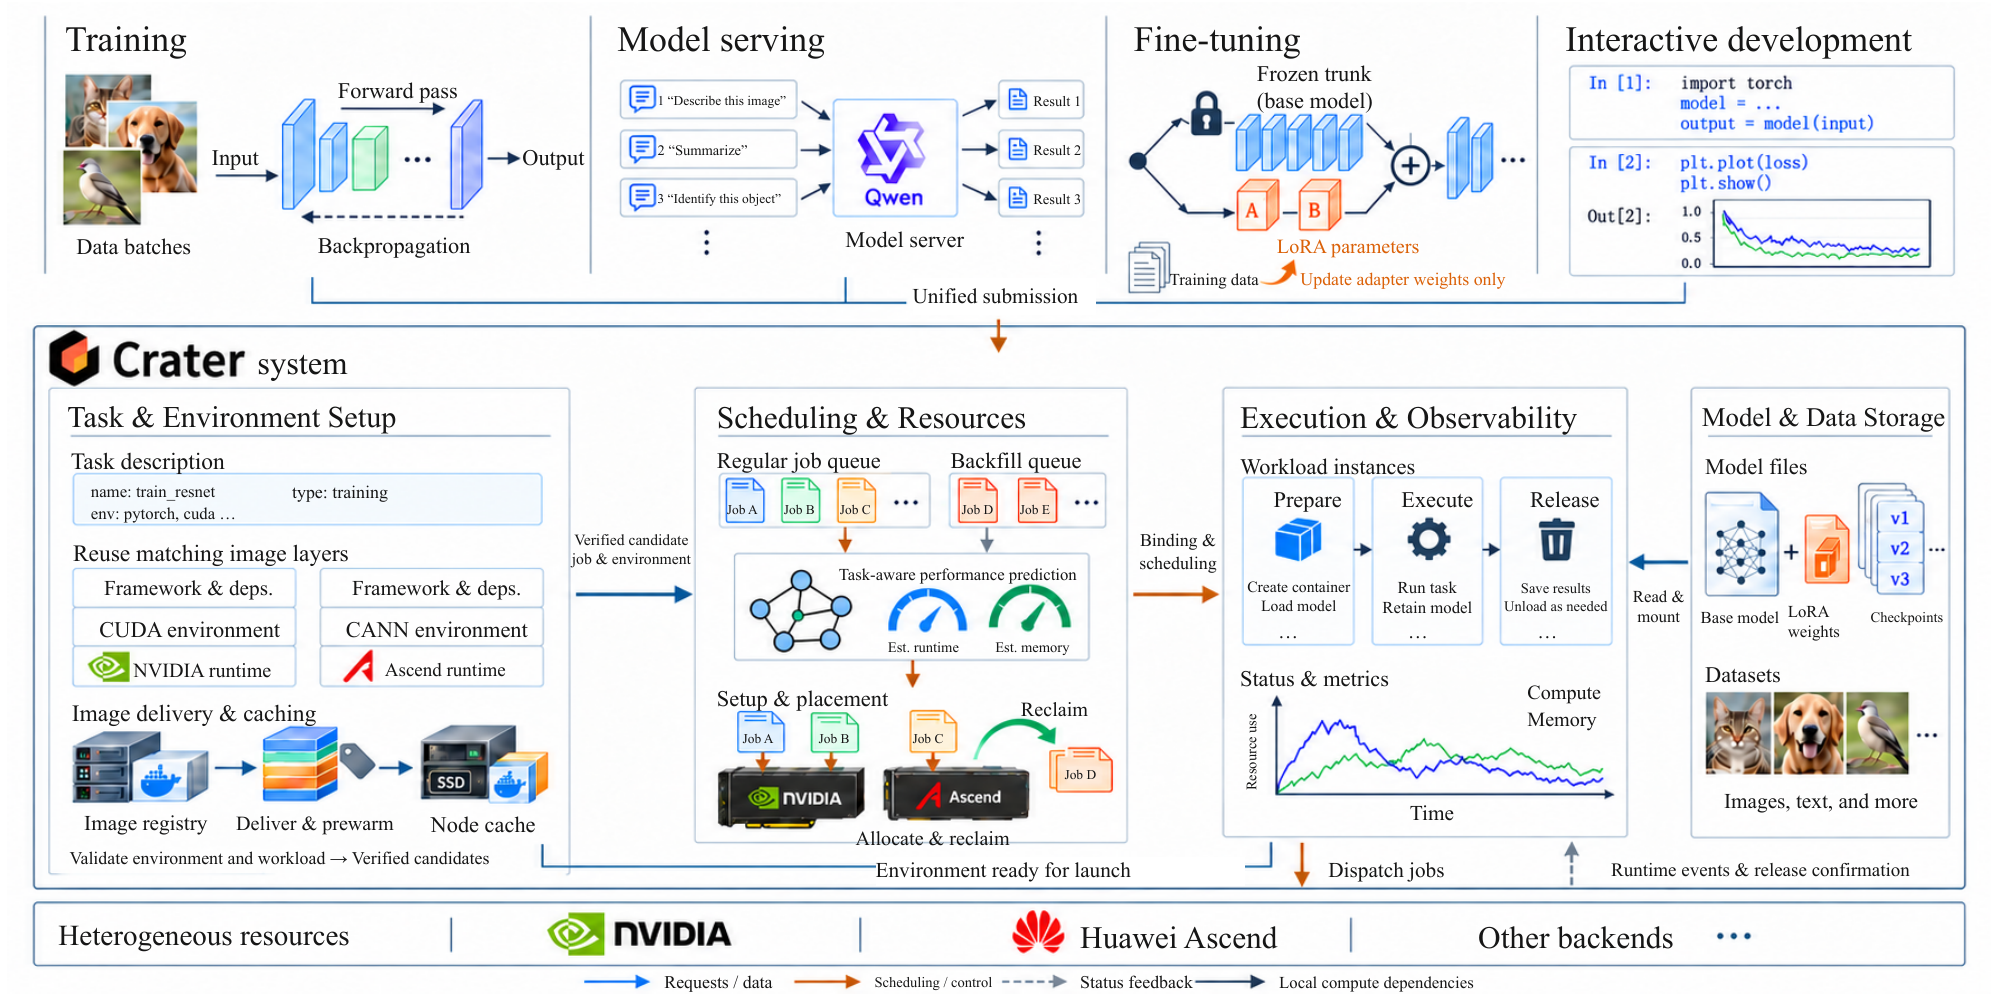 Training
Input
Forward pass
Output
Data batches
Backpropagation
Model serving
1 “Describe this image”
2 “Summarize”
3 “Identify this object”
Qwen
Model server
Result 1
Result 2
Result 3
Fine-tuning
Frozen trunk
(base model)
A
B
LoRA parameters
Training data
Update adapter weights only
Interactive development
In [1]: import torch
model = ...
output = model(input)
In [2]: plt.plot(loss)
plt.show()
Out[2]:
1.0
0.5
0.0
Unified submission
Crater system
Task & Environment Setup
Task description
name: train_resnet type: training
env: pytorch, cuda ...
Reuse matching image layers
Framework & deps.
CUDA environment
NVIDIA runtime
Framework & deps.
CANN environment
Ascend runtime
Image delivery & caching
SSD
Image registry
Deliver & prewarm
Node cache
Validate environment and workload → Verified candidates
Verified candidate
job & environment
Scheduling & Resources
Regular job queue
Job A
Job B
Job C
...
Backfill queue
Job D
Job E
...
Task-aware performance prediction
Est. runtime
Est. memory
Setup & placement
Job A
Job B
Job C
Reclaim
Job D
NVIDIA
Ascend
Allocate & reclaim
Environment ready for launch
Binding &
scheduling
Execution & Observability
Workload instances
Prepare
Create container
Load model
...
Execute
Run task
Retain model
...
Release
Save results
Unload as needed
...
Status & metrics
Compute
Memory
Resource use
Time
Dispatch jobs
Runtime events & release confirmation
Read &
mount
Model & Data Storage
Model files
v1
v2
v3
...
Base model
LoRA
weights
Checkpoints
Datasets
...
Images, text, and more
Heterogeneous resources
NVIDIA
Huawei Ascend
Other backends ...
Requests / data
Scheduling / control
Status feedback
Local compute dependencies